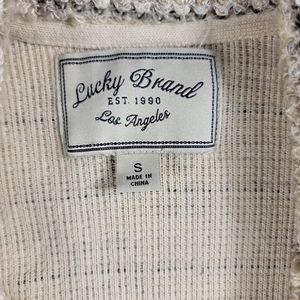 Lucky Brand
EST. 1990
Los Angeles
S
MADE IN
CHINA